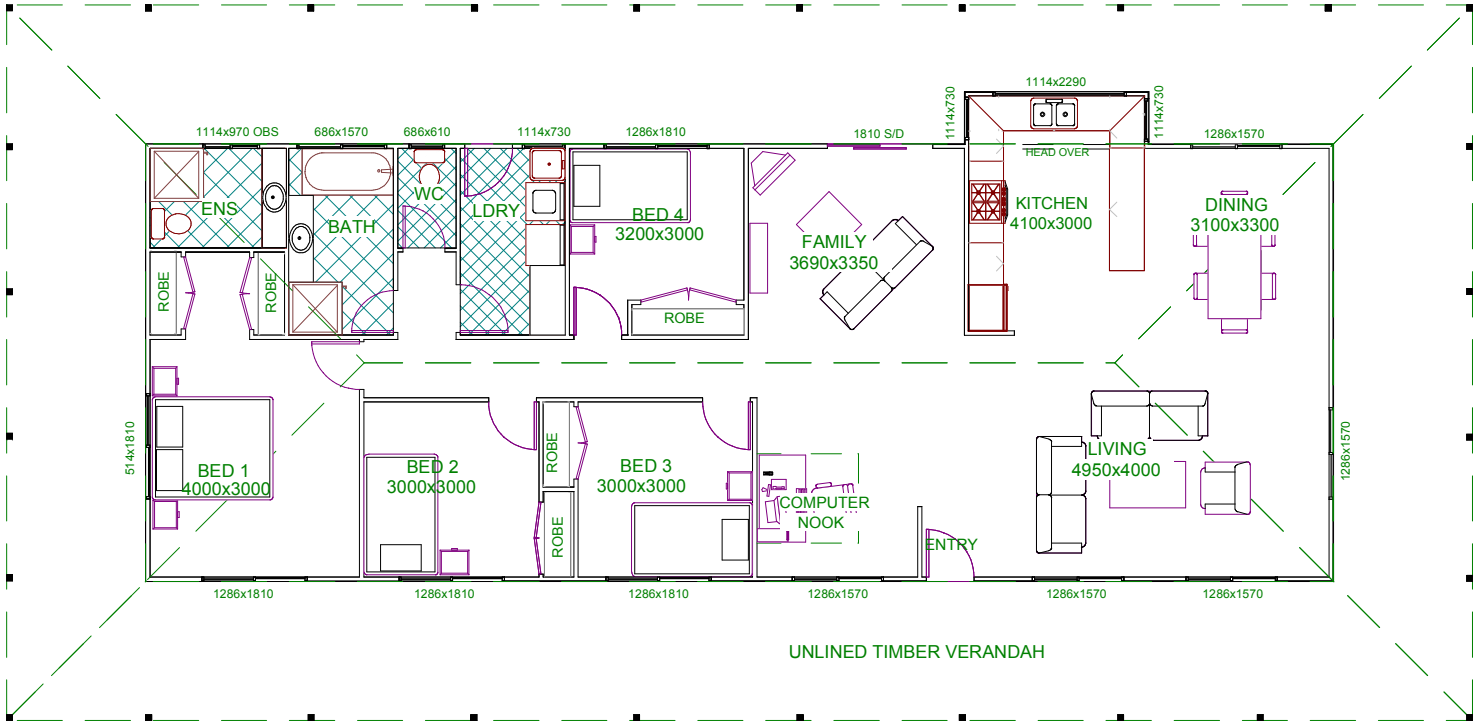 1114x2290
1114x730
1114x730
1114x970 OBS
686x1570
686x610
1114x730
1286x1810
1810 S/D
1286x1570
HEAD OVER
ENS
BATH
WC
LDRY
BED 4
3200x3000
FAMILY
3690x3350
KITCHEN
4100x3000
DINING
3100x3300
ROBE
ROBE
ROBE
514x1810
BED 1
4000x3000
BED 2
3000x3000
ROBE
ROBE
BED 3
3000x3000
COMPUTER
NOOK
ENTRY
LIVING
4950x4000
1286x1570
1286x1810
1286x1810
1286x1810
1286x1570
1286x1570
1286x1570
UNLINED TIMBER VERANDAH